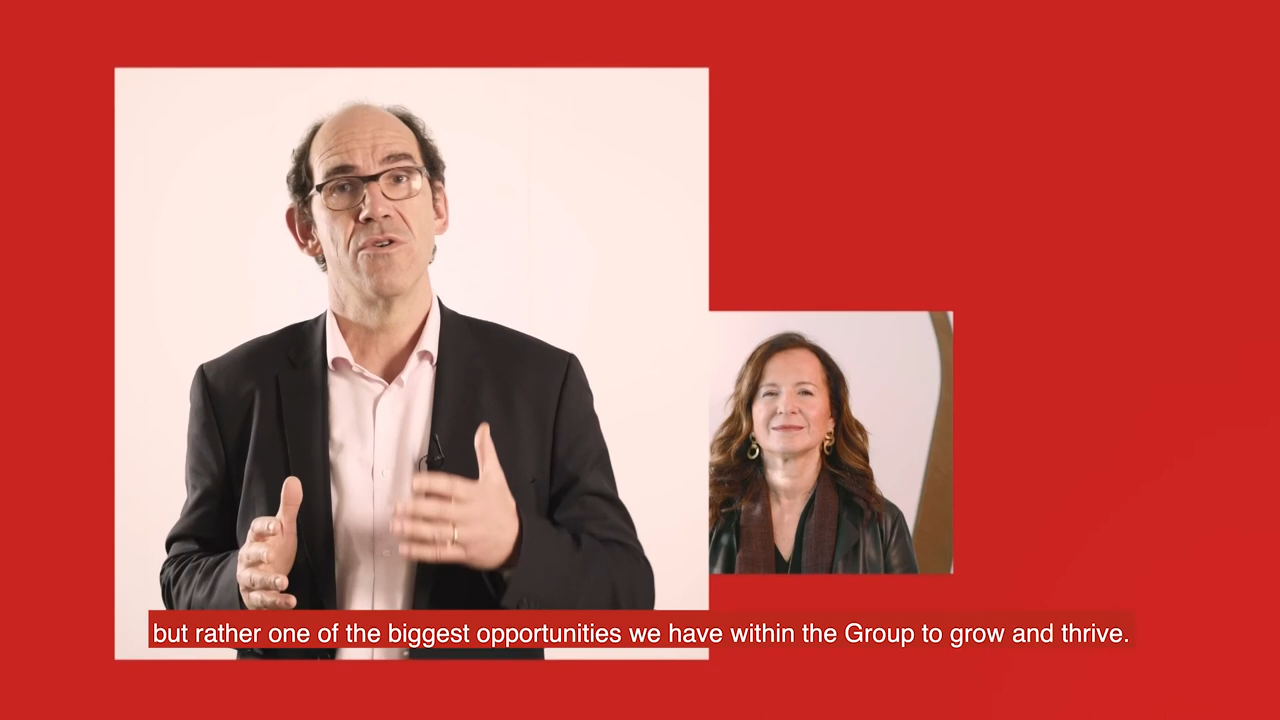 but rather one of the biggest opportunities we have within the Group to grow and thrive.